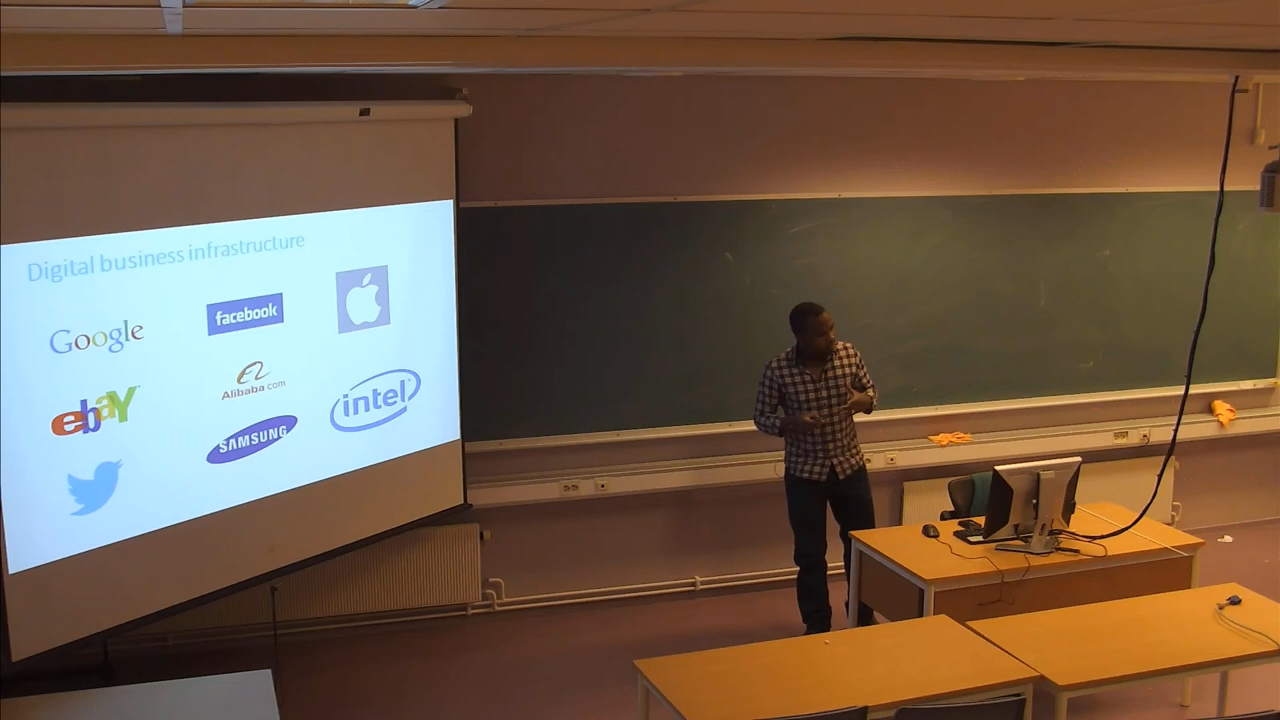 Digital business infrastructure
Google
facebook
ebaY
Alibaba.com
intel
SAMSUNG